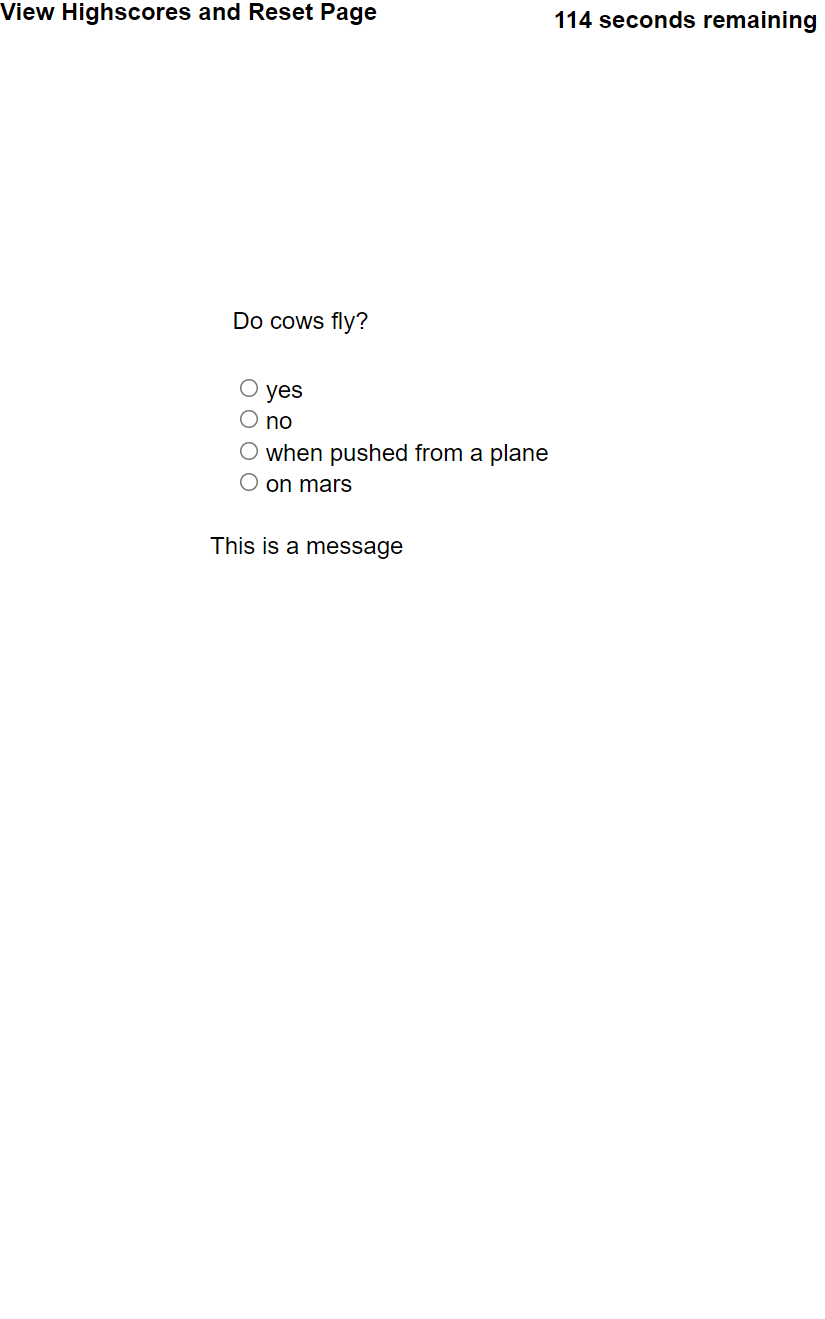 View Highscores and Reset Page
114 seconds remaining
Do cows fly?
yes
no
when pushed from a plane
on mars
This is a message